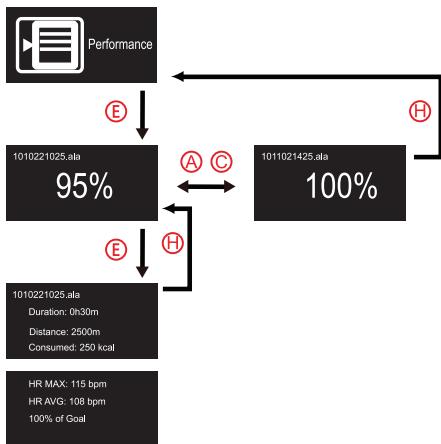 Performance
H
E
1010221025.ala
95%
A C
1011021425.ala
100%
E
H
1010221025.ala
Duration: 0h30m
Distance: 2500m
Consumed: 250 kcal
HR MAX: 115 bpm
HR AVG: 108 bpm
100% of Goal